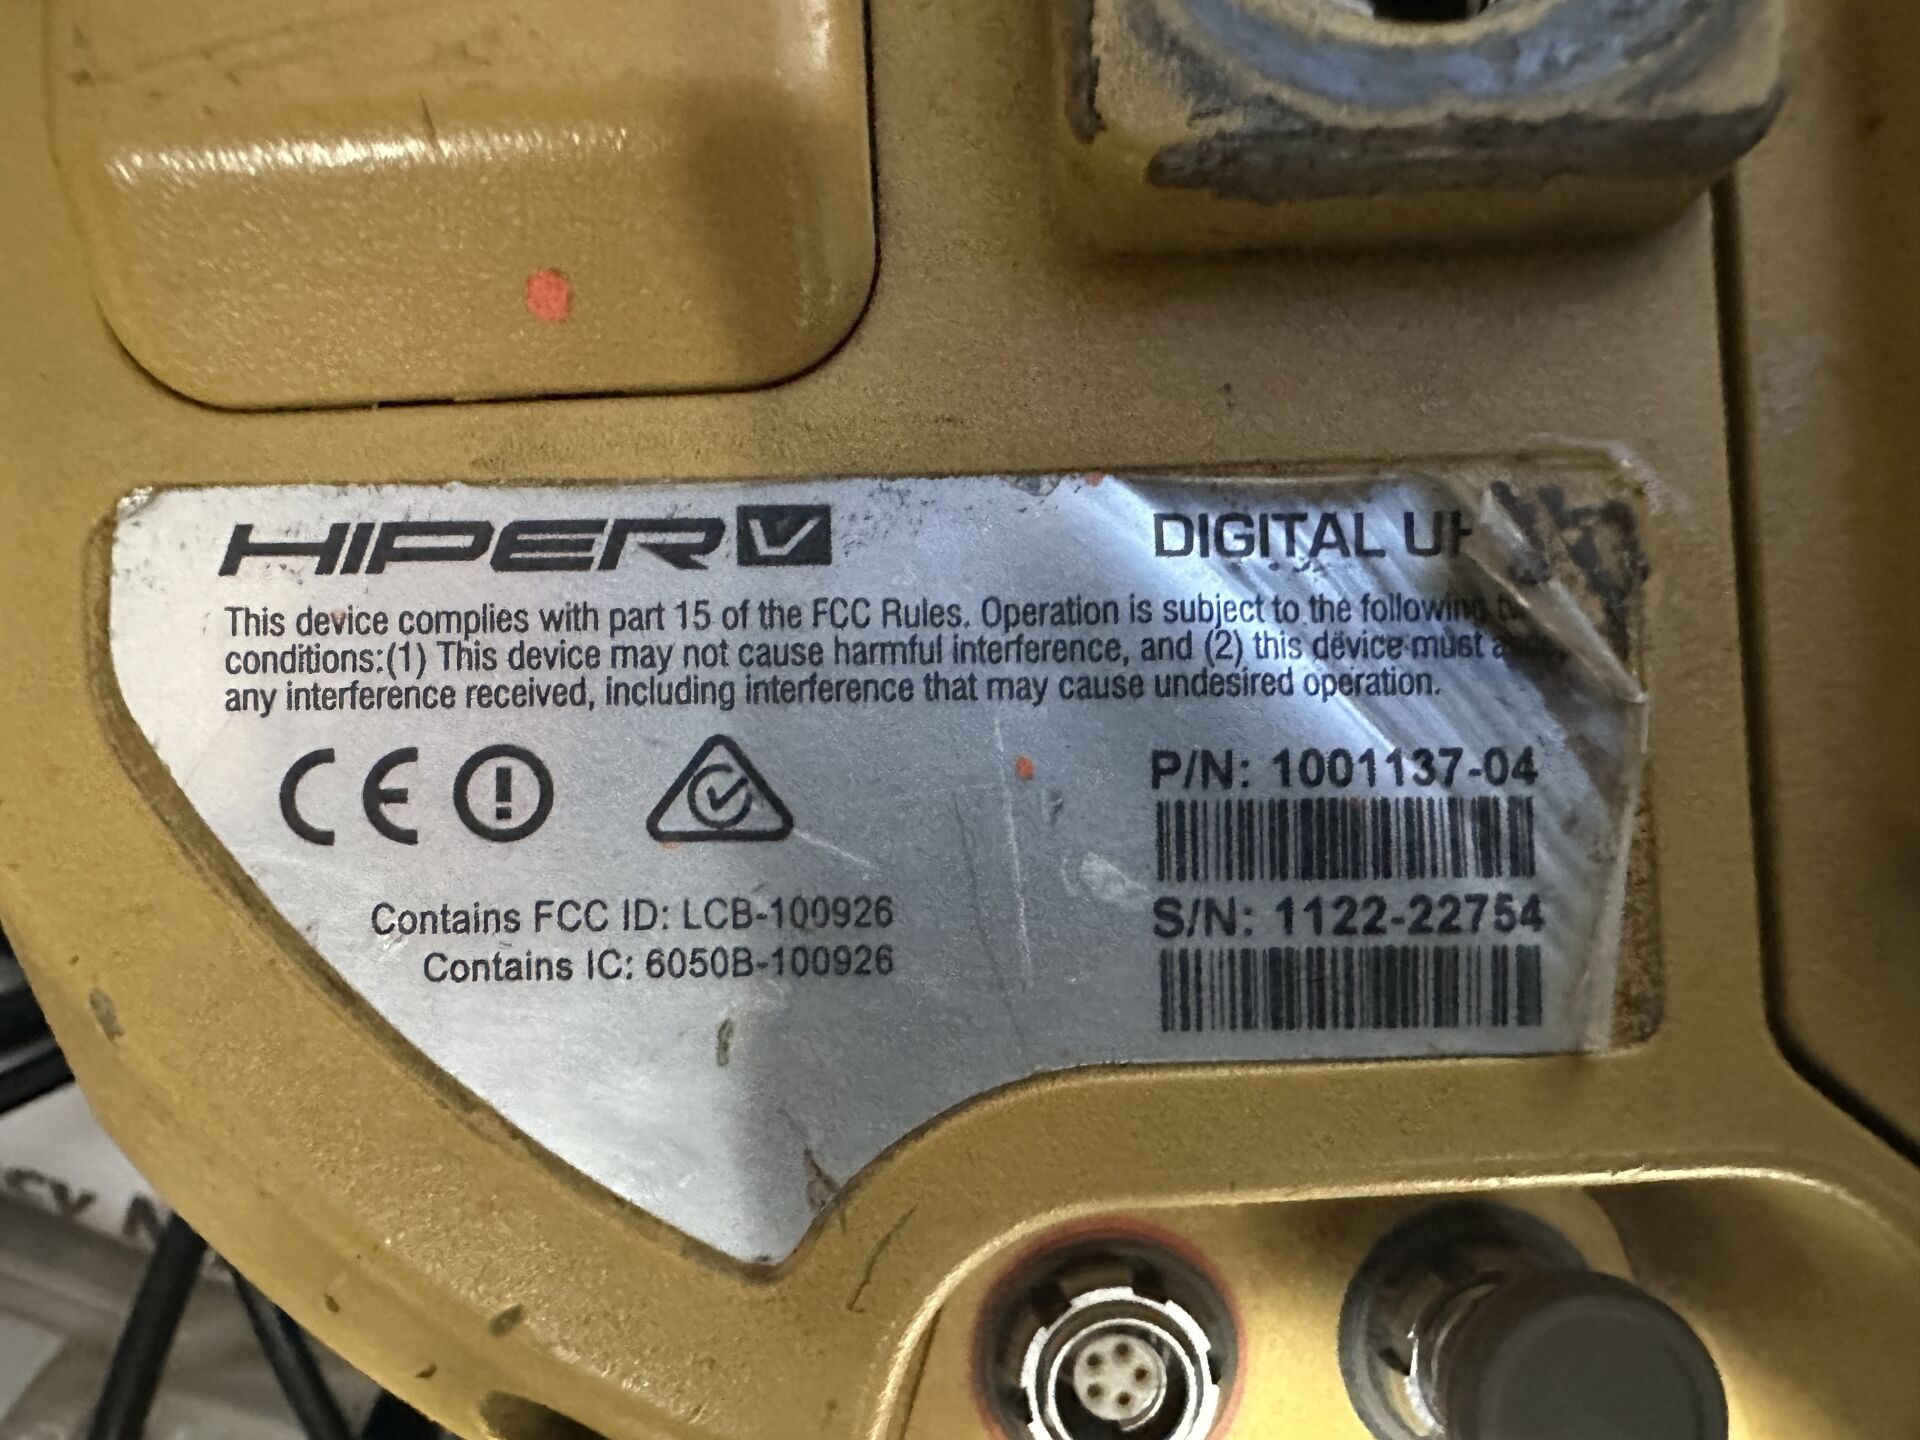 HIPER V
DIGITAL
This device complies with part 15 of the FCC Rules. Operation is subject to the following
conditions:(1) This device may not cause harmful interference, and (2) this device must
any interference received, including interference that may cause undesired operation.
CE
P/N: 1001137-04
Contains FCC ID: LCB-100926
S/N: 1122-22754
Contains IC: 6050B-100926